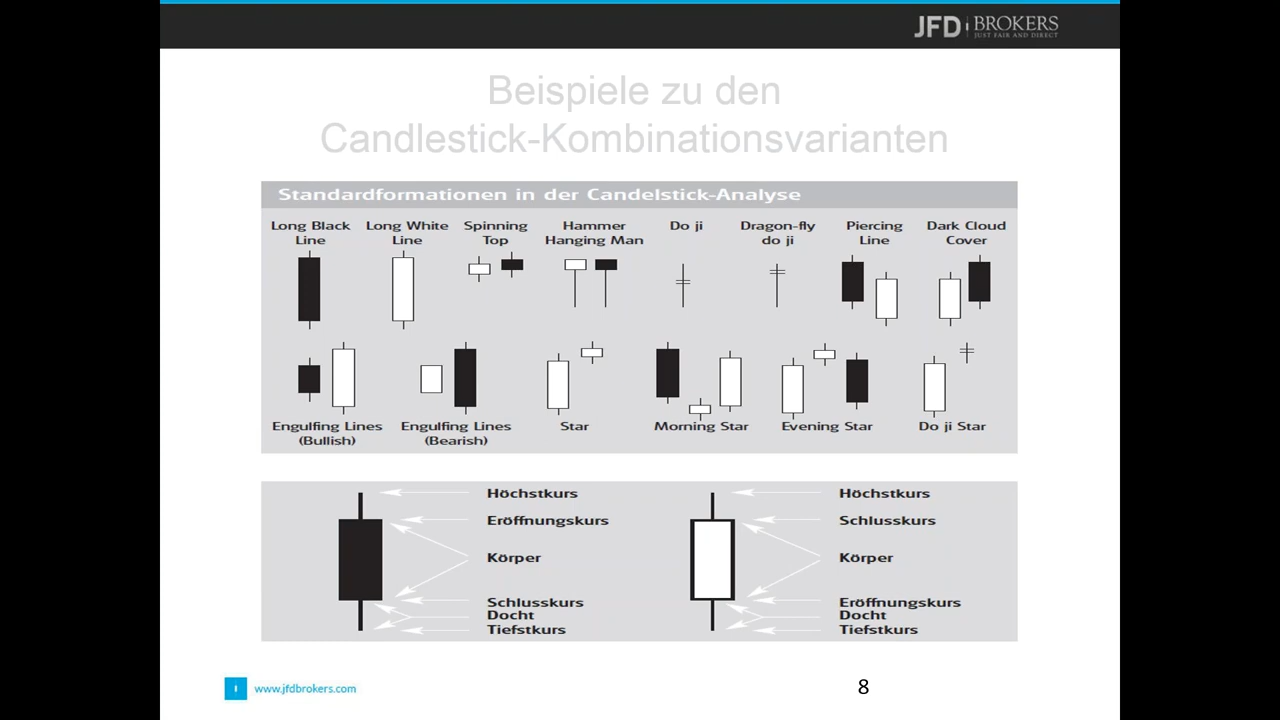 JFD BROKERS
JUST FAIR AND DIRECT
Beispiele zu den
Candlestick-Kombinationsvarianten
Standardformationen in der Candelstick-Analyse
Long Black Line
Long White Line
Spinning Top
Hammer Hanging Man
Do ji
Dragon-fly do ji
Piercing Line
Dark Cloud Cover
Engulfing Lines (Bullish)
Engulfing Lines (Bearish)
Star
Morning Star
Evening Star
Do ji Star
Höchstkurs
Eröffnungskurs
Körper
Schlusskurs
Docht
Tiefstkurs
Höchstkurs
Schlusskurs
Körper
Eröffnungskurs
Docht
Tiefstkurs
www.jfdbrokers.com
8